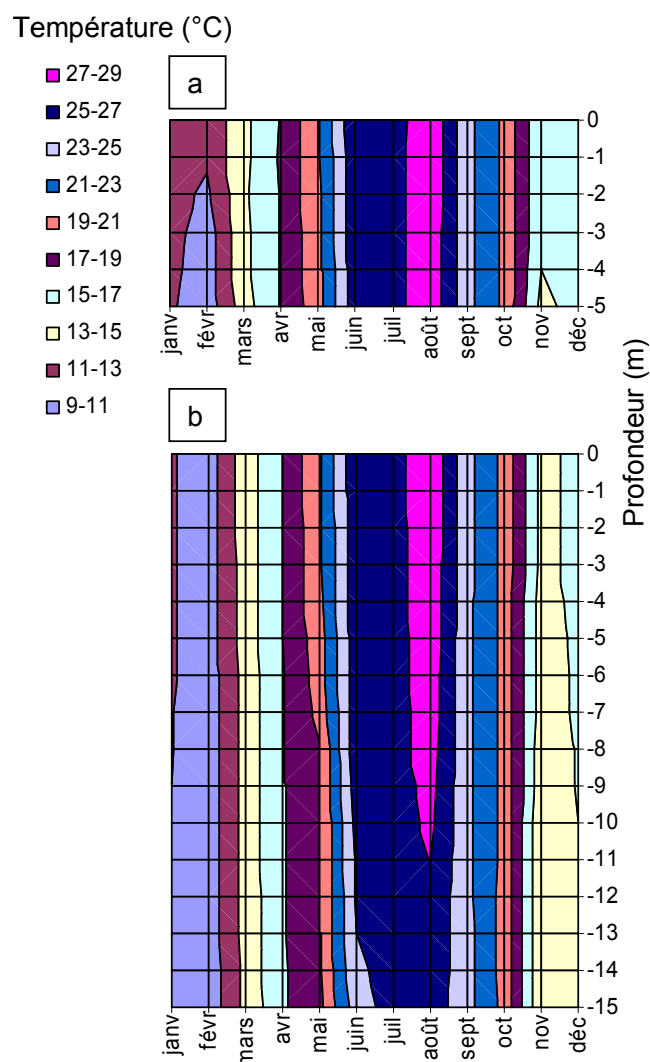 Température (°C)
27-29
25-27
23-25
21-23
19-21
17-19
15-17
13-15
11-13
9-11
a
0
-1
-2
-3
-4
-5
janv
févr
mars
avr
mai
juin
juil
août
sept
oct
nov
déc
Profondeur (m)
b
0
-1
-2
-3
-4
-5
-6
-7
-8
-9
-10
-11
-12
-13
-14
-15
janv
févr
mars
avr
mai
juin
juil
août
sept
oct
nov
déc